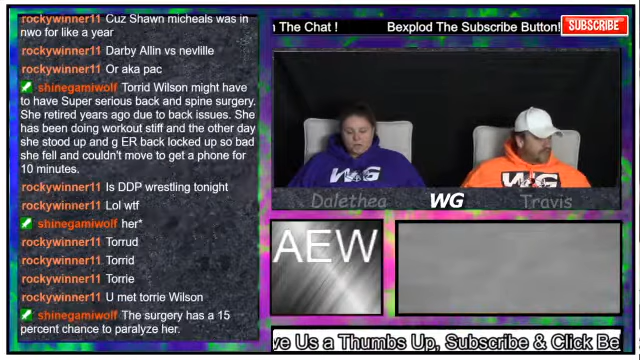 rockywinner11 Cuz Shawn micheals was in
nwo for like a year
rockywinner11 Darby Allin vs nevlille
rockywinner11 Or aka pac
shinegamiwolf Torrid Wilson might have
to have Super serious back and spine surgery.
She retired years ago due to back issues. She
has been doing workout stiff and the other day
she stood up and g ER back locked up so bad
she fell and couldn't move to get a phone for
10 minutes.
rockywinner11 Is DDP wrestling tonight
rockywinner11 Lol wtf
shinegamiwolf her*
rockywinner11 Torrud
rockywinner11 Torrid
rockywinner11 Torrie
rockywinner11 U met torrie Wilson
shinegamiwolf The surgery has a 15
percent chance to paralyze her.
The Chat ! Bexplod The Subscribe Button!
SUBSCRIBE
WG
WG
Dalethea WG Travis
AEW
ve Us a Thumbs Up, Subscribe & Click Be